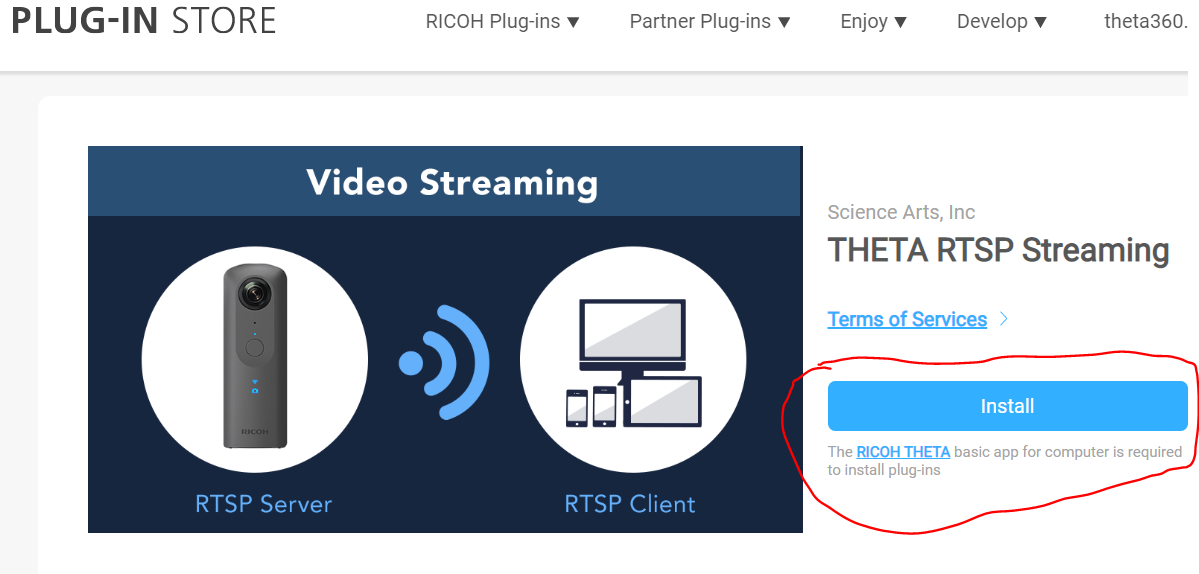 PLUG-IN STORE
RICOH Plug-ins ▼
Partner Plug-ins ▼
Enjoy ▼
Develop ▼
theta360.
Video Streaming
RICOH
RTSP Server
RTSP Client
Science Arts, Inc
THETA RTSP Streaming
Terms of Services
Install
The RICOH THETA basic app for computer is required
to install plug-ins